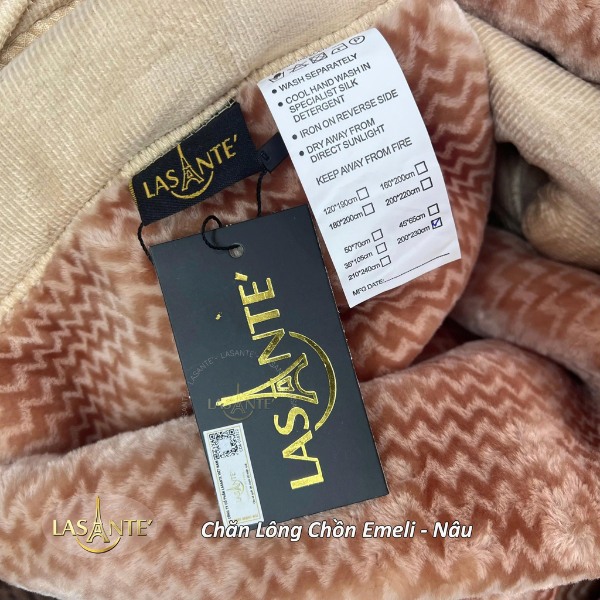 • WASH SEPARATELY
• COOL HAND WASH IN
SPECIALIST SILK
DETERGENT
• IRON ON REVERSE SIDE
• DRY AWAY FROM
DIRECT SUNLIGHT
KEEP AWAY FROM FIRE
120*190cm
160*200cm
180*200cm
200*220cm
50*70cm
45*65cm
35*105cm
200*230cm
210*240cm
MFG DATE:
LASANTE'
LASANTE'
LASANTE'
LASANTE'
Chăn Lông Chồn Emeli - Nâu